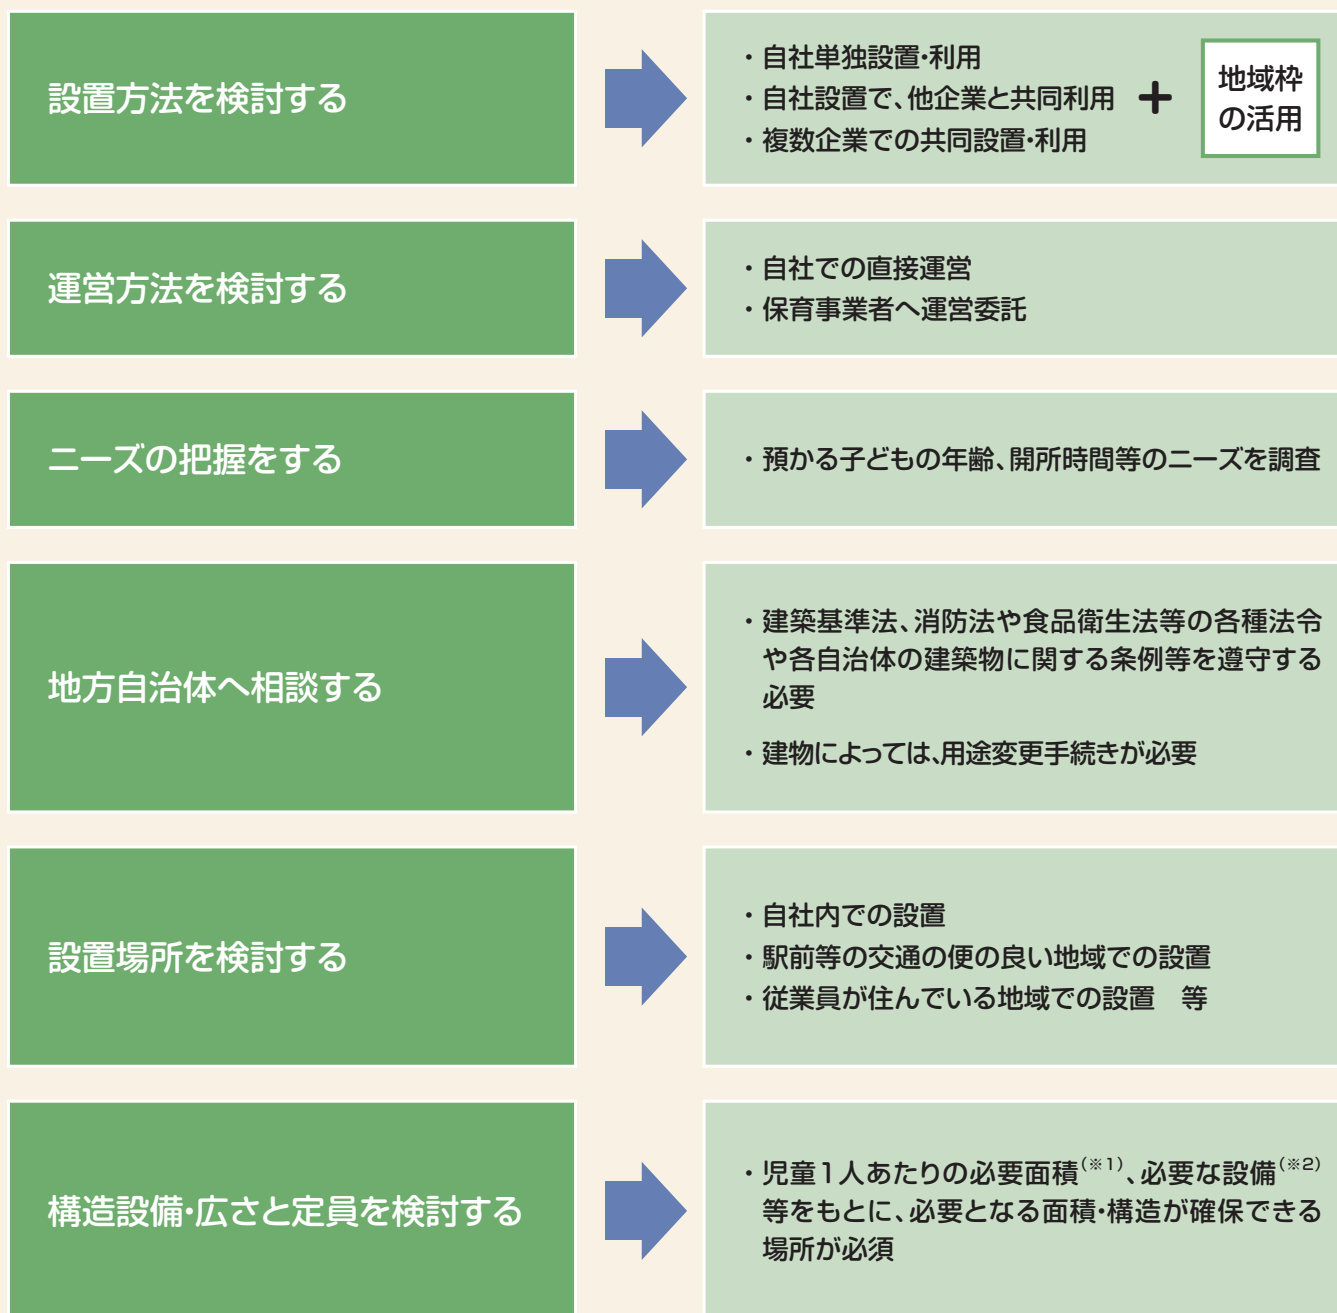 設置方法を検討する
・自社単独設置・利用
・自社設置で、他企業と共同利用
・複数企業での共同設置・利用
＋
地域枠
の活用
運営方法を検討する
・自社での直接運営
・保育事業者へ運営委託
ニーズの把握をする
・預かる子どもの年齢、開所時間等のニーズを調査
地方自治体へ相談する
・建築基準法、消防法や食品衛生法等の各種法令
や各自治体の建築物に関する条例等を遵守する
必要
・建物によっては、用途変更手続きが必要
設置場所を検討する
・自社内での設置
・駅前等の交通の便の良い地域での設置
・従業員が住んでいる地域での設置　等
構造設備・広さと定員を検討する
・児童1人あたりの必要面積(※1)、必要な設備(※2)
等をもとに、必要となる面積・構造が確保できる
場所が必須